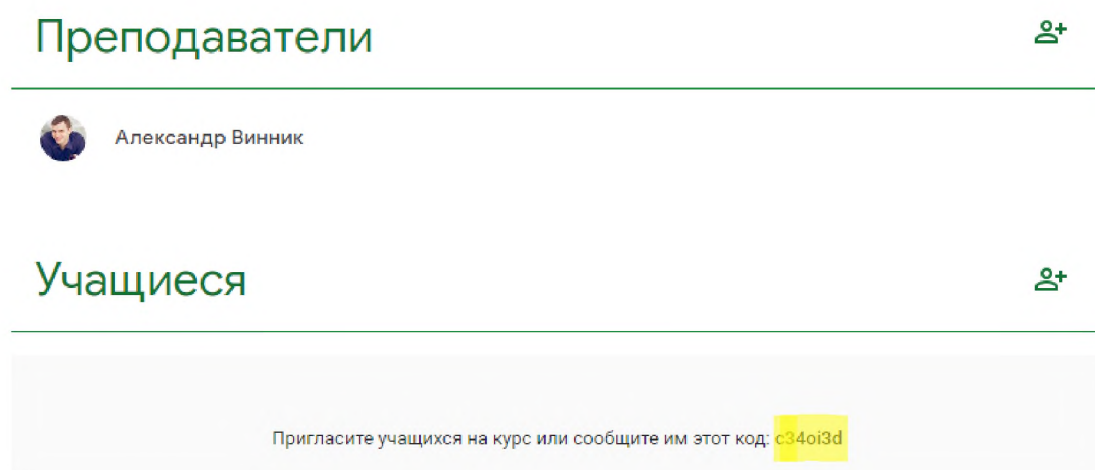 Преподаватели
Александр Винник
Учащиеся
Пригласите учащихся на курс или сообщите им этот код: c34oi3d